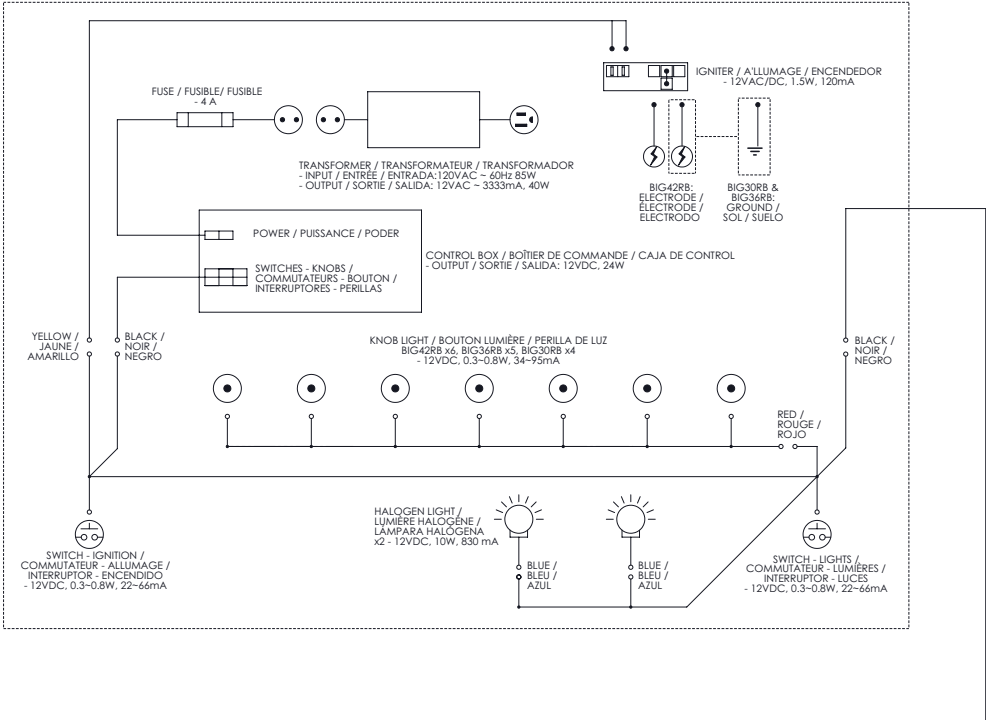 IGNITER / A'LLUMAGE / ENCENDEDOR
- 12VAC/DC, 1.5W, 120mA
FUSE / FUSIBLE/ FUSIBLE
- 4 A
TRANSFORMER / TRANSFORMATEUR / TRANSFORMADOR
- INPUT / ENTRÉE / ENTRADA:120VAC ~ 60Hz 85W
- OUTPUT / SORTIE / SALIDA: 12VAC ~ 3333mA, 40W
BIG42RB:
ELECTRODE /
ÉLECTRODE /
ELECTRODO
BIG30RB &
BIG36RB:
GROUND /
SOL / SUELO
POWER / PUISSANCE / PODER
SWITCHES - KNOBS /
COMMUTATEURS - BOUTON /
INTERRUPTORES - PERILLAS
CONTROL BOX / BOÎTIER DE COMMANDE / CAJA DE CONTROL
- OUTPUT / SORTIE / SALIDA: 12VDC, 24W
YELLOW /
JAUNE /
AMARILLO
BLACK /
NOIR /
NEGRO
KNOB LIGHT / BOUTON LUMIÈRE / PERILLA DE LUZ
BIG42RB x6, BIG36RB x5, BIG30RB x4
- 12VDC, 0.3~0.8W, 34~95mA
BLACK /
NOIR /
NEGRO
RED /
ROUGE /
ROJO
HALOGEN LIGHT /
LUMIÈRE HALOGÈNE /
LÁMPARA HALÓGENA
x2 - 12VDC, 10W, 830 mA
BLUE /
BLEU /
AZUL
BLUE /
BLEU /
AZUL
SWITCH - IGNITION /
COMMUTATEUR - ALLUMAGE /
INTERRUPTOR - ENCENDIDO
- 12VDC, 0.3~0.8W, 22~66mA
SWITCH - LIGHTS /
COMMUTATEUR - LUMIÈRES /
INTERRUPTOR - LUCES
- 12VDC, 0.3~0.8W, 22~66mA